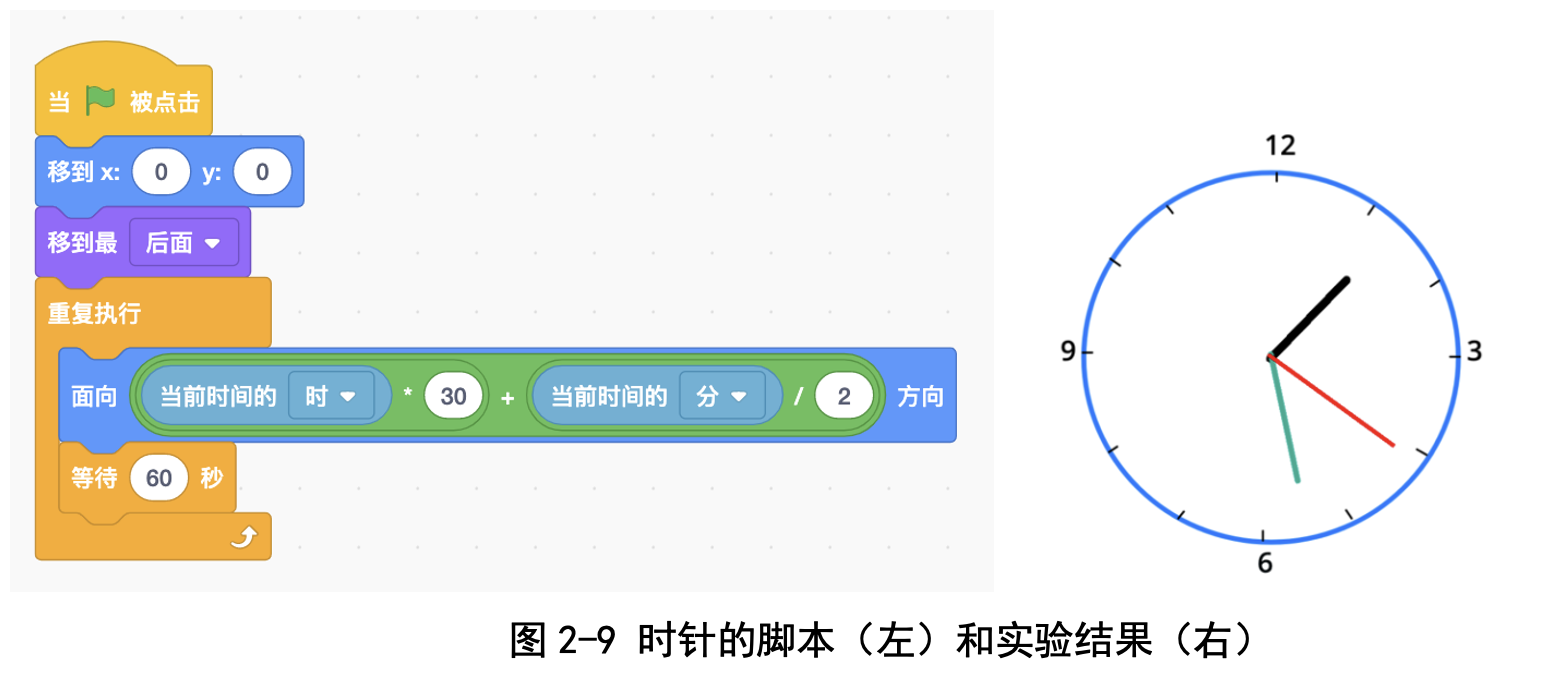 当 被点击
移到 x: 0 y: 0
移到最 后面
重复执行
面向 当前时间的 时 * 30 + 当前时间的 分 / 2 方向
等待 60 秒
12
3
6
9
图 2-9 时针的脚本（左）和实验结果（右）